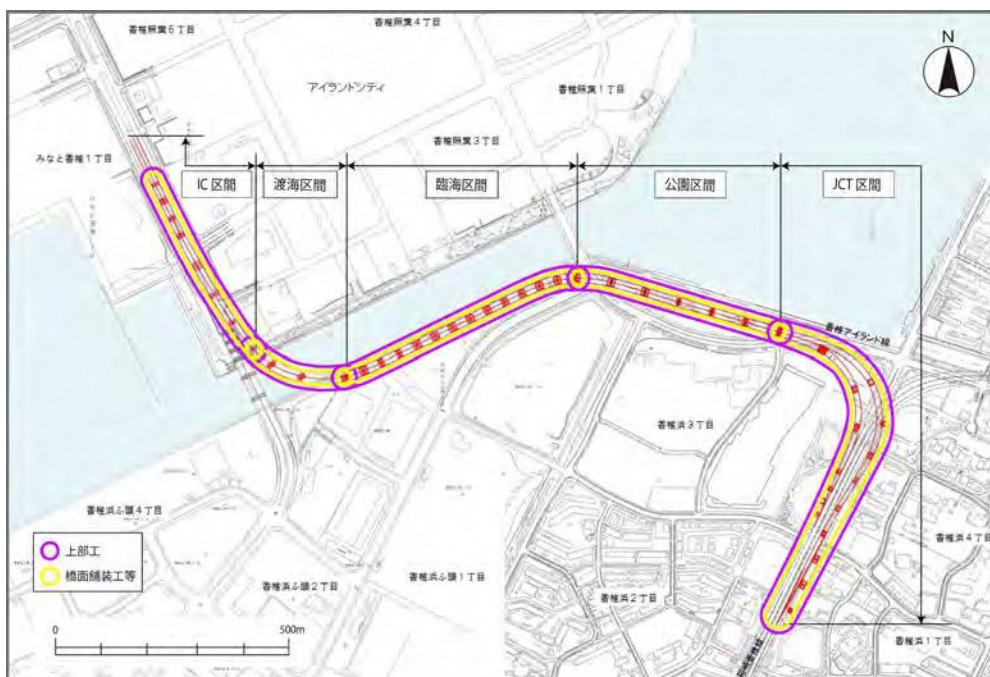 香椎照葉5丁目
香椎照葉4丁目
N
アイランドシティ
香椎照葉1丁目
香椎照葉3丁目
みなと香椎1丁目
IC区間
渡海区間
臨海区間
公園区間
JCT区間
香椎アイランド線
香椎浜3丁目
香椎浜ふ頭4丁目
香椎浜4丁目
上部工
橋面舗装工等
香椎浜ふ頭2丁目
香椎浜ふ頭1丁目
香椎浜2丁目
香椎浜1丁目
0
500m